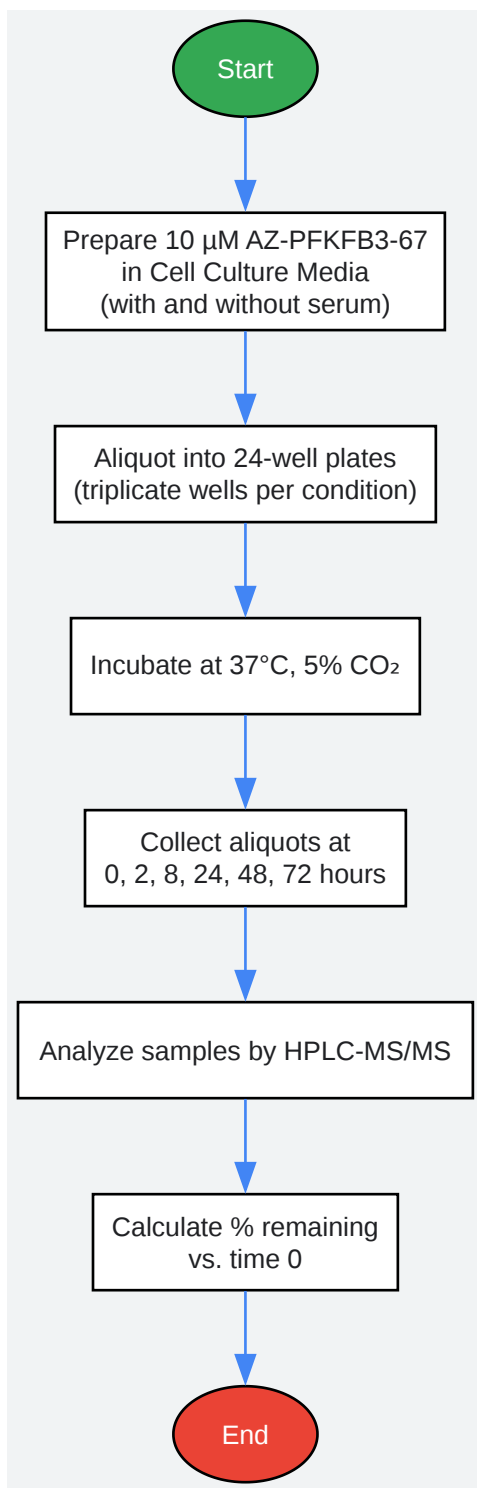 Start
Prepare 10 µM AZ-PFKFB3-67
in Cell Culture Media
(with and without serum)
Aliquot into 24-well plates
(triplicate wells per condition)
Incubate at 37°C, 5% CO₂
Collect aliquots at
0, 2, 8, 24, 48, 72 hours
Analyze samples by HPLC-MS/MS
Calculate % remaining
vs. time 0
End